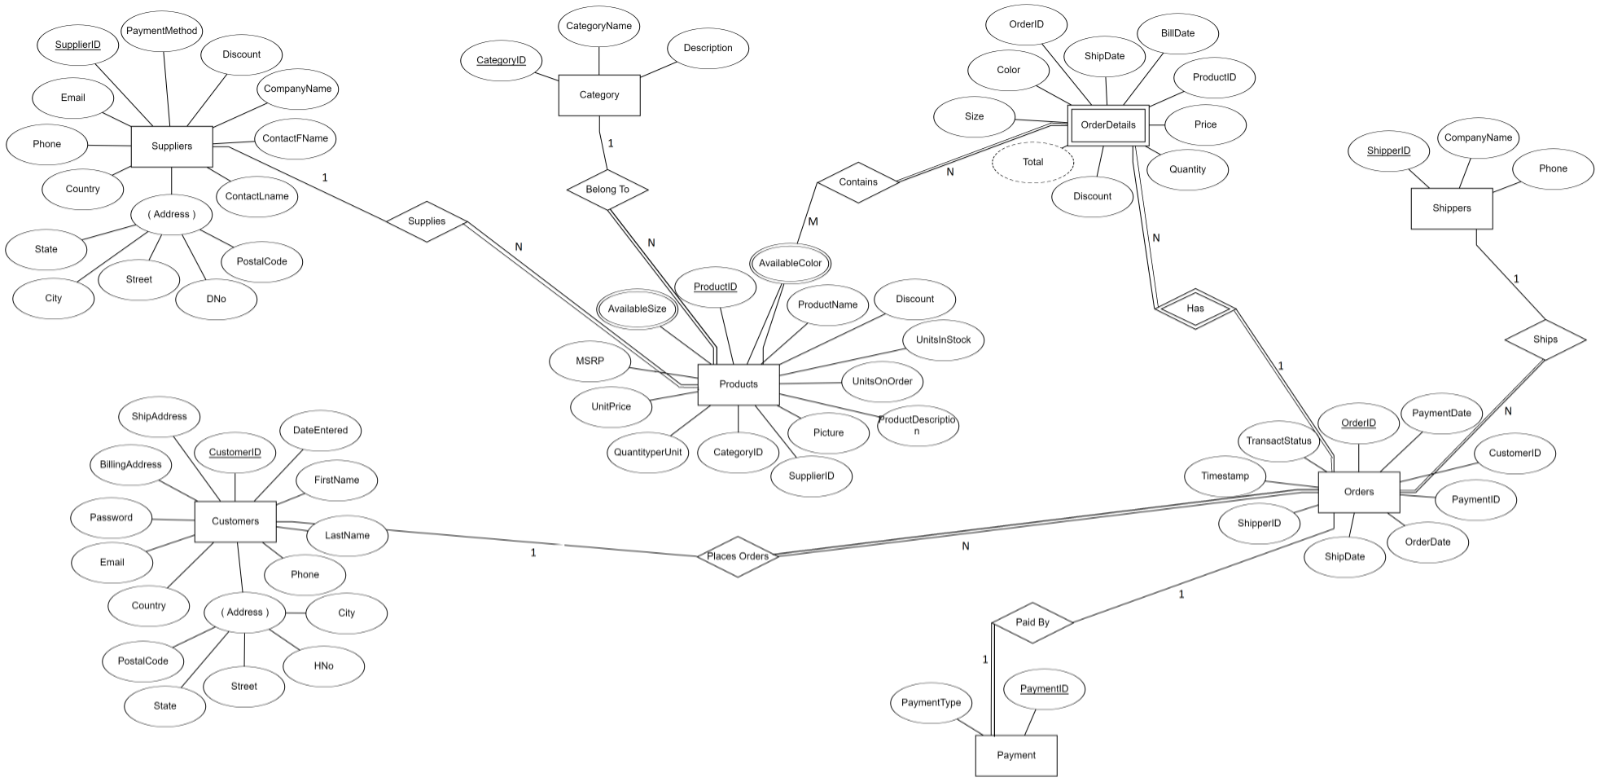 SupplierID
PaymentMethod
Discount
Email
CompanyName
Phone
Suppliers
ContactFName
Country
ContactLname
( Address )
State
PostalCode
City
Street
DNo
1
Supplies
N
CategoryName
CategoryID
Description
Category
1
Belong To
N
OrderID
BillDate
ShipDate
Color
ProductID
Size
OrderDetails
Price
Total
Quantity
Discount
N
Contains
M
AvailableColor
N
Has
1
ShipperID
CompanyName
Phone
Shippers
1
Ships
N
AvailableSize
ProductID
ProductName
Discount
UnitsInStock
MSRP
Products
UnitsOnOrder
UnitPrice
ProductDescriptio
n
QuantityperUnit
CategoryID
Picture
SupplierID
ShipAddress
DateEntered
CustomerID
BillingAddress
FirstName
Password
Customers
LastName
Email
Phone
Country
( Address )
City
PostalCode
HNo
Street
State
1
Places Orders
N
OrderID
PaymentDate
TransactStatus
CustomerID
Timestamp
Orders
PaymentID
ShipperID
OrderDate
ShipDate
1
Paid By
1
PaymentType
PaymentID
Payment